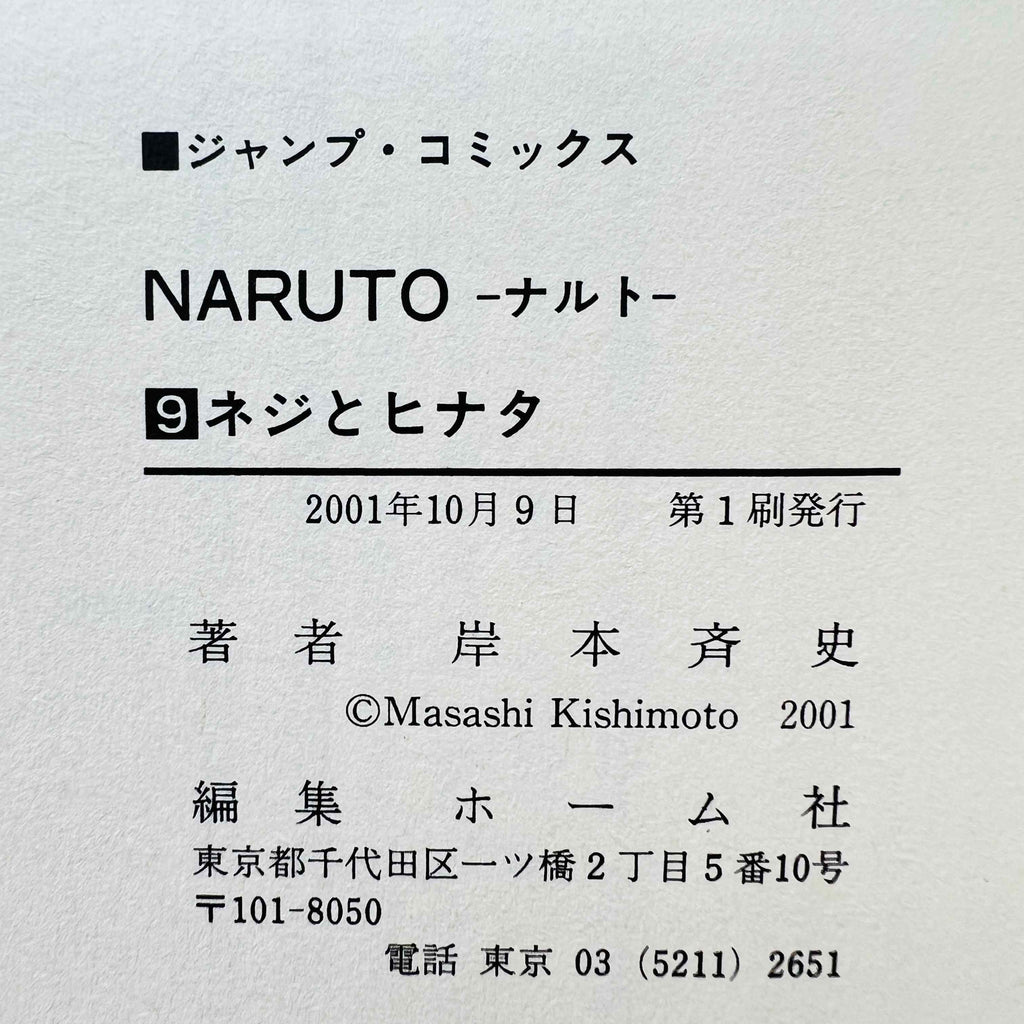 ■ジャンプ・コミックス
NARUTO -ナルト-
9ネジとヒナタ
2001年10月9日 第1刷発行
著者 岸本斉史
©Masashi Kishimoto 2001
編集 ホーム社
東京都千代田区一ツ橋2丁目5番10号
〒101-8050
電話 東京 03 (5211) 2651